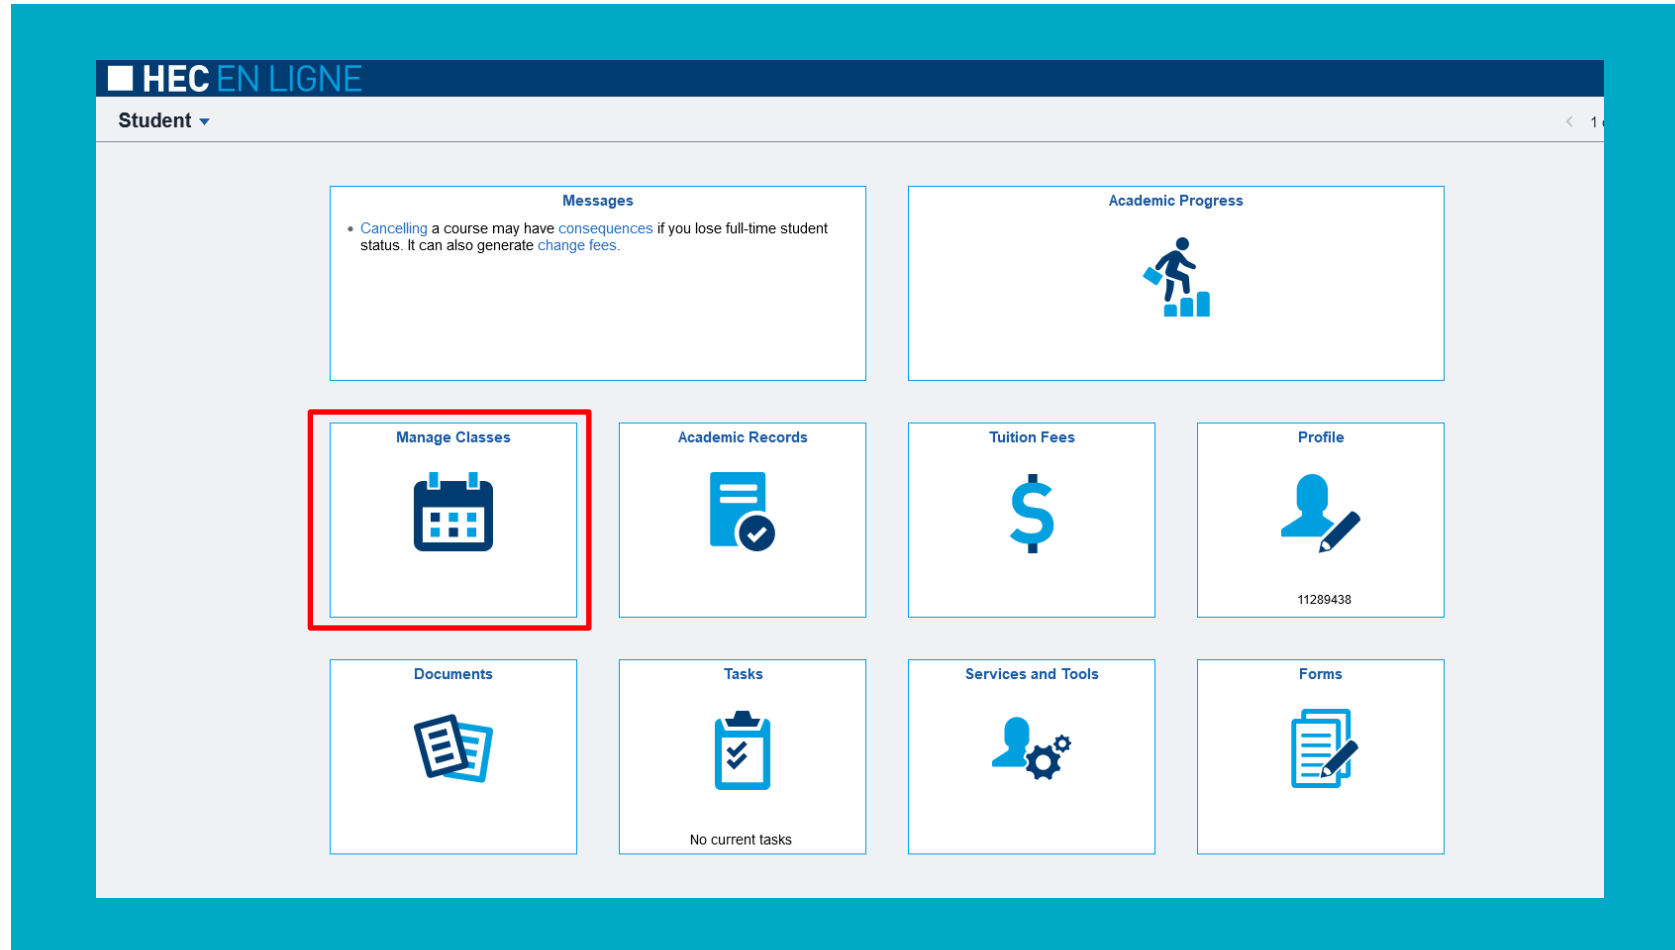 HEC EN LIGNE
Student
1
Messages
Cancelling a course may have consequences if you lose full-time student
status. It can also generate change fees.
Academic Progress
Manage Classes
Academic Records
Tuition Fees
Profile
11289438
Documents
Tasks
Services and Tools
Forms
No current tasks